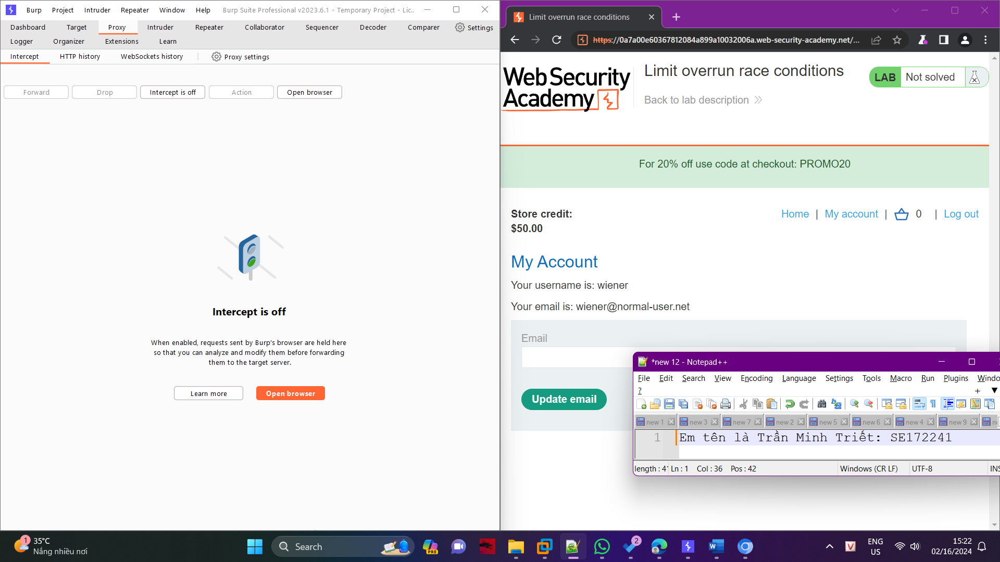 Burp Project Intruder Repeater Window Help Burp Suite Professional v2023.6.1 - Temporary Project - Lic..
Dashboard Target Proxy Intruder Repeater Collaborator Sequencer Decoder Comparer Settings
Logger Organizer Extensions Learn
Intercept HTTP history WebSockets history Proxy settings
Forward Drop Intercept is off Action Open browser
Intercept is off
When enabled, requests sent by Burp's browser are held here
so that you can analyze and modify them before forwarding
them to the target server.
Learn more Open browser
Limit overrun race conditions
https://0a7a00e60367812084a899a10032006a.web-security-academy.net/...
Web Security
Academy
Limit overrun race conditions
Back to lab description
LAB Not solved
For 20% off use code at checkout: PROMO20
Store credit:
$50.00
Home | My account | 0 | Log out
My Account
Your username is: wiener
Your email is: wiener@normal-user.net
Email
Update email
*new 12 - Notepad++
File Edit Search View Encoding Language Settings Tools Macro Run Plugins Windo
?
new 1 new 3 new 7 new 2 new 5 new 6 new 4 new 9
1 Em tên là Trần Minh Triết: SE172241
length : 41 Ln : 1 Col : 36 Pos : 42 Windows (CR LF) UTF-8 INS
1 35°C
Nắng nhiều nơi
Search
PRE
2
ENG
US
15:22
02/16/2024